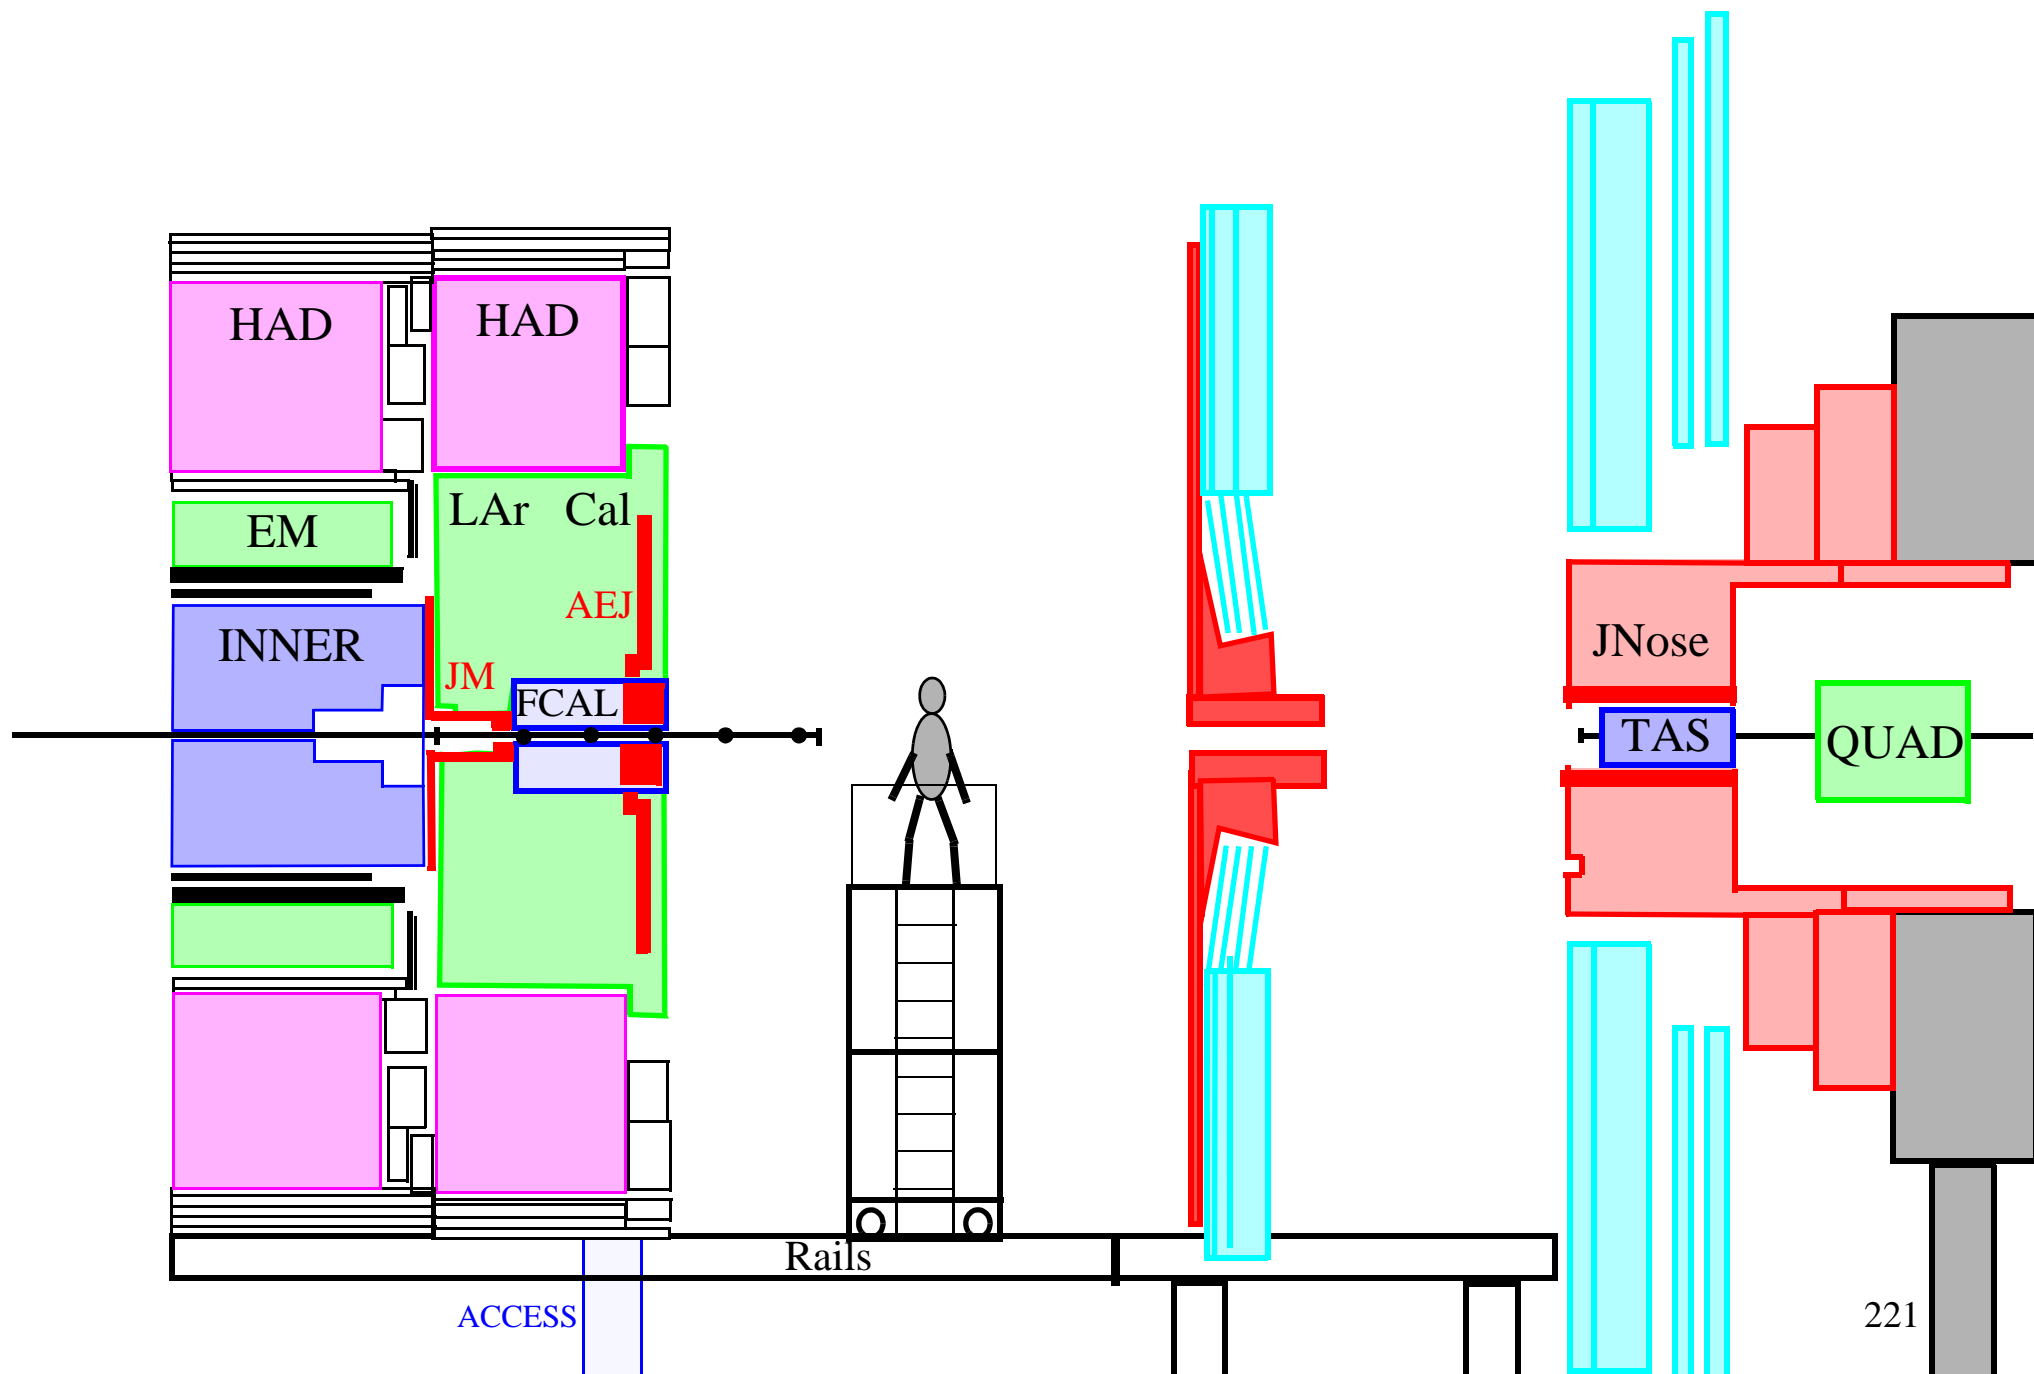 HAD
HAD
LAr Cal
EM
AEJ
INNER
JM
FCAL
JNose
TAS
QUAD
Rails
ACCESS
221